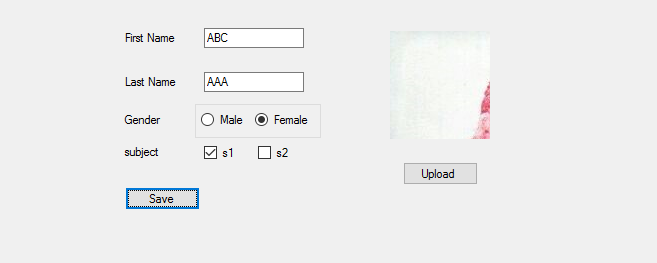 First Name ABC
Last Name AAA
Gender Male Female
subject s1 s2
Upload
Save